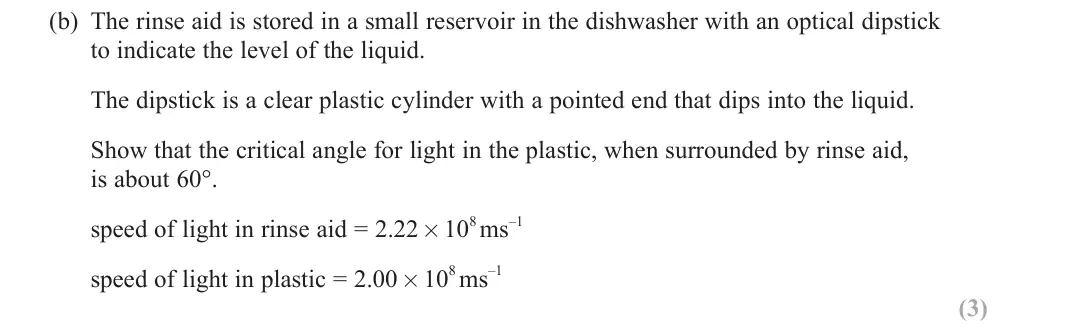 (b) The rinse aid is stored in a small reservoir in the dishwasher with an optical dipstick
to indicate the level of the liquid.
The dipstick is a clear plastic cylinder with a pointed end that dips into the liquid.
Show that the critical angle for light in the plastic, when surrounded by rinse aid,
is about 60°.
speed of light in rinse aid = 2.22 × 10⁸ ms⁻¹
speed of light in plastic = 2.00 × 10⁸ ms⁻¹
(3)